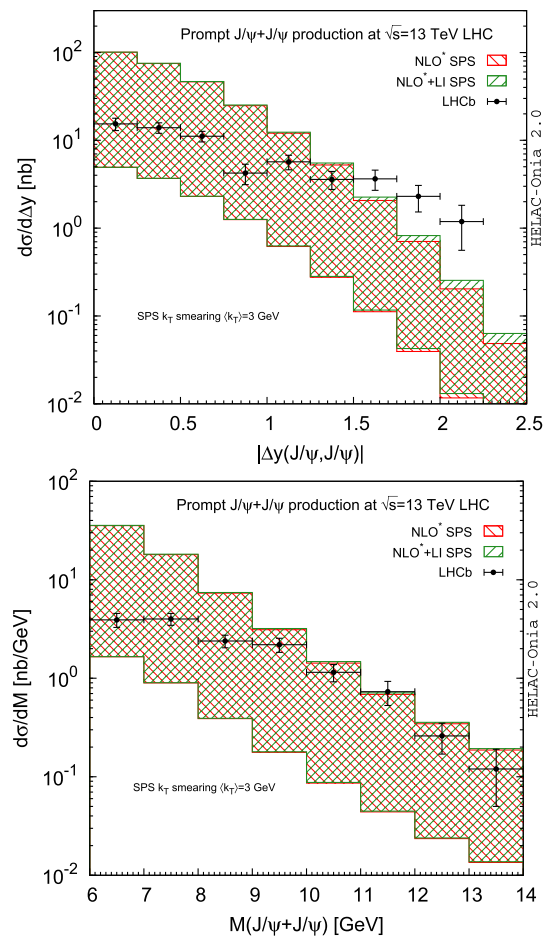 Prompt J/ψ+J/ψ production at √s=13 TeV LHC
NLO* SPS
NLO*+LI SPS
LHCb
dσ/dΔy [nb]
10²
10¹
10⁰
10⁻¹
10⁻²
SPS k_T smearing ⟨k_T⟩=3 GeV
HELAC-Onia 2.0
0 0.5 1 1.5 2 2.5
|Δy(J/ψ,J/ψ)|
Prompt J/ψ+J/ψ production at √s=13 TeV LHC
NLO* SPS
NLO*+LI SPS
LHCb
dσ/dM [nb/GeV]
10²
10¹
10⁰
10⁻¹
10⁻²
SPS k_T smearing ⟨k_T⟩=3 GeV
HELAC-Onia 2.0
6 7 8 9 10 11 12 13 14
M(J/ψ+J/ψ) [GeV]